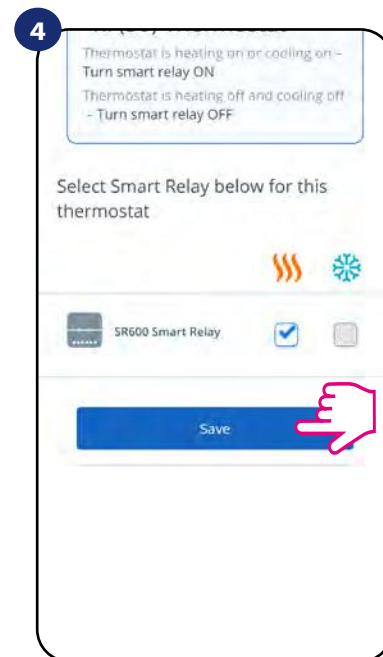 4
Thermostat is heating on or cooling on –
Turn smart relay ON
Thermostat is heating off and cooling off
- Turn smart relay OFF
Select Smart Relay below for this
thermostat
SR600 Smart Relay
Save